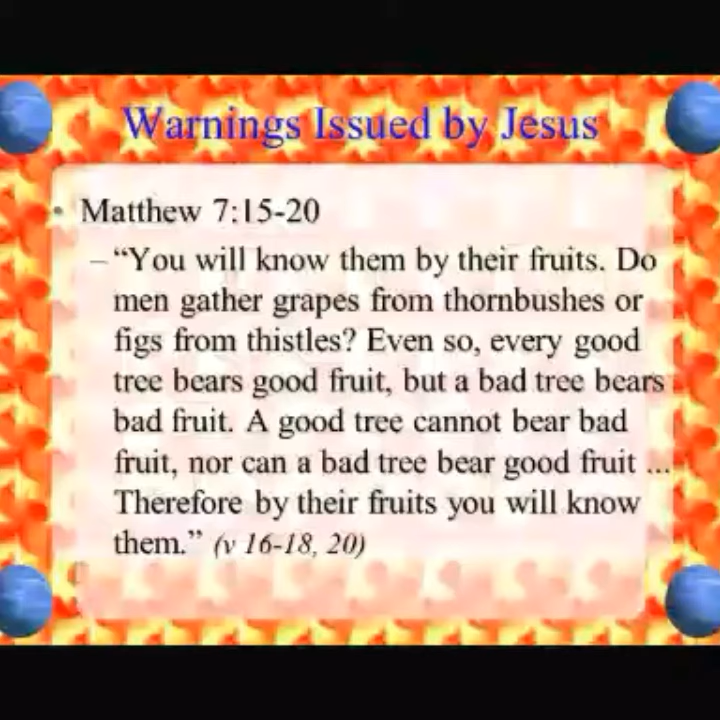 Warnings Issued by Jesus
• Matthew 7:15-20
– “You will know them by their fruits. Do
men gather grapes from thornbushes or
figs from thistles? Even so, every good
tree bears good fruit, but a bad tree bears
bad fruit. A good tree cannot bear bad
fruit, nor can a bad tree bear good fruit ...
Therefore by their fruits you will know
them.” (v 16-18, 20)